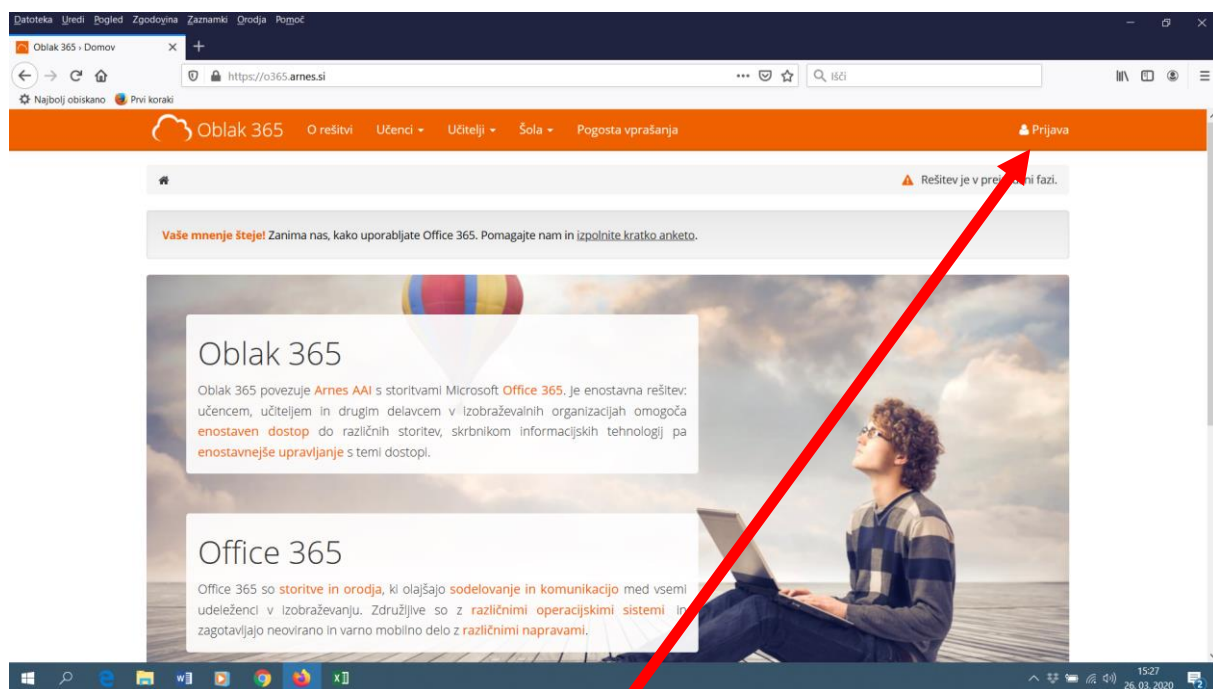 Datoteka Uredi Pogled Zgodovina Zaznamki Orodja Pomoč
Oblak 365 › Domov
https://o365.arnes.si
Išči
Najbolj obiskano Prvi koraki
Oblak 365 O rešitvi Učenci Učitelji Šola Pogosta vprašanja Prijava
Rešitev je v fazi.
Vaše mnenje šteje! Zanima nas, kako uporabljate Office 365. Pomagajte nam in izpolnite kratko anketo.
Oblak 365
Oblak 365 povezuje Arnes AAI s storitvami Microsoft Office 365. Je enostavna rešitev:
učencem, učiteljem in drugim delavcem v izobraževalnih organizacijah omogoča
enostaven dostop do različnih storitev, skrbnikom informacijskih tehnologij pa
enostavnejše upravljanje s temi dostopi.
Office 365
Office 365 so storitve in orodja, ki olajšajo sodelovanje in komunikacijo med vsemi
udeleženci v izobraževanju. Združljive so z različnimi operacijskimi sistemi in
zagotavljajo neovirano in varno mobilno delo z različnimi napravami.
15:27
26. 03. 2020
2